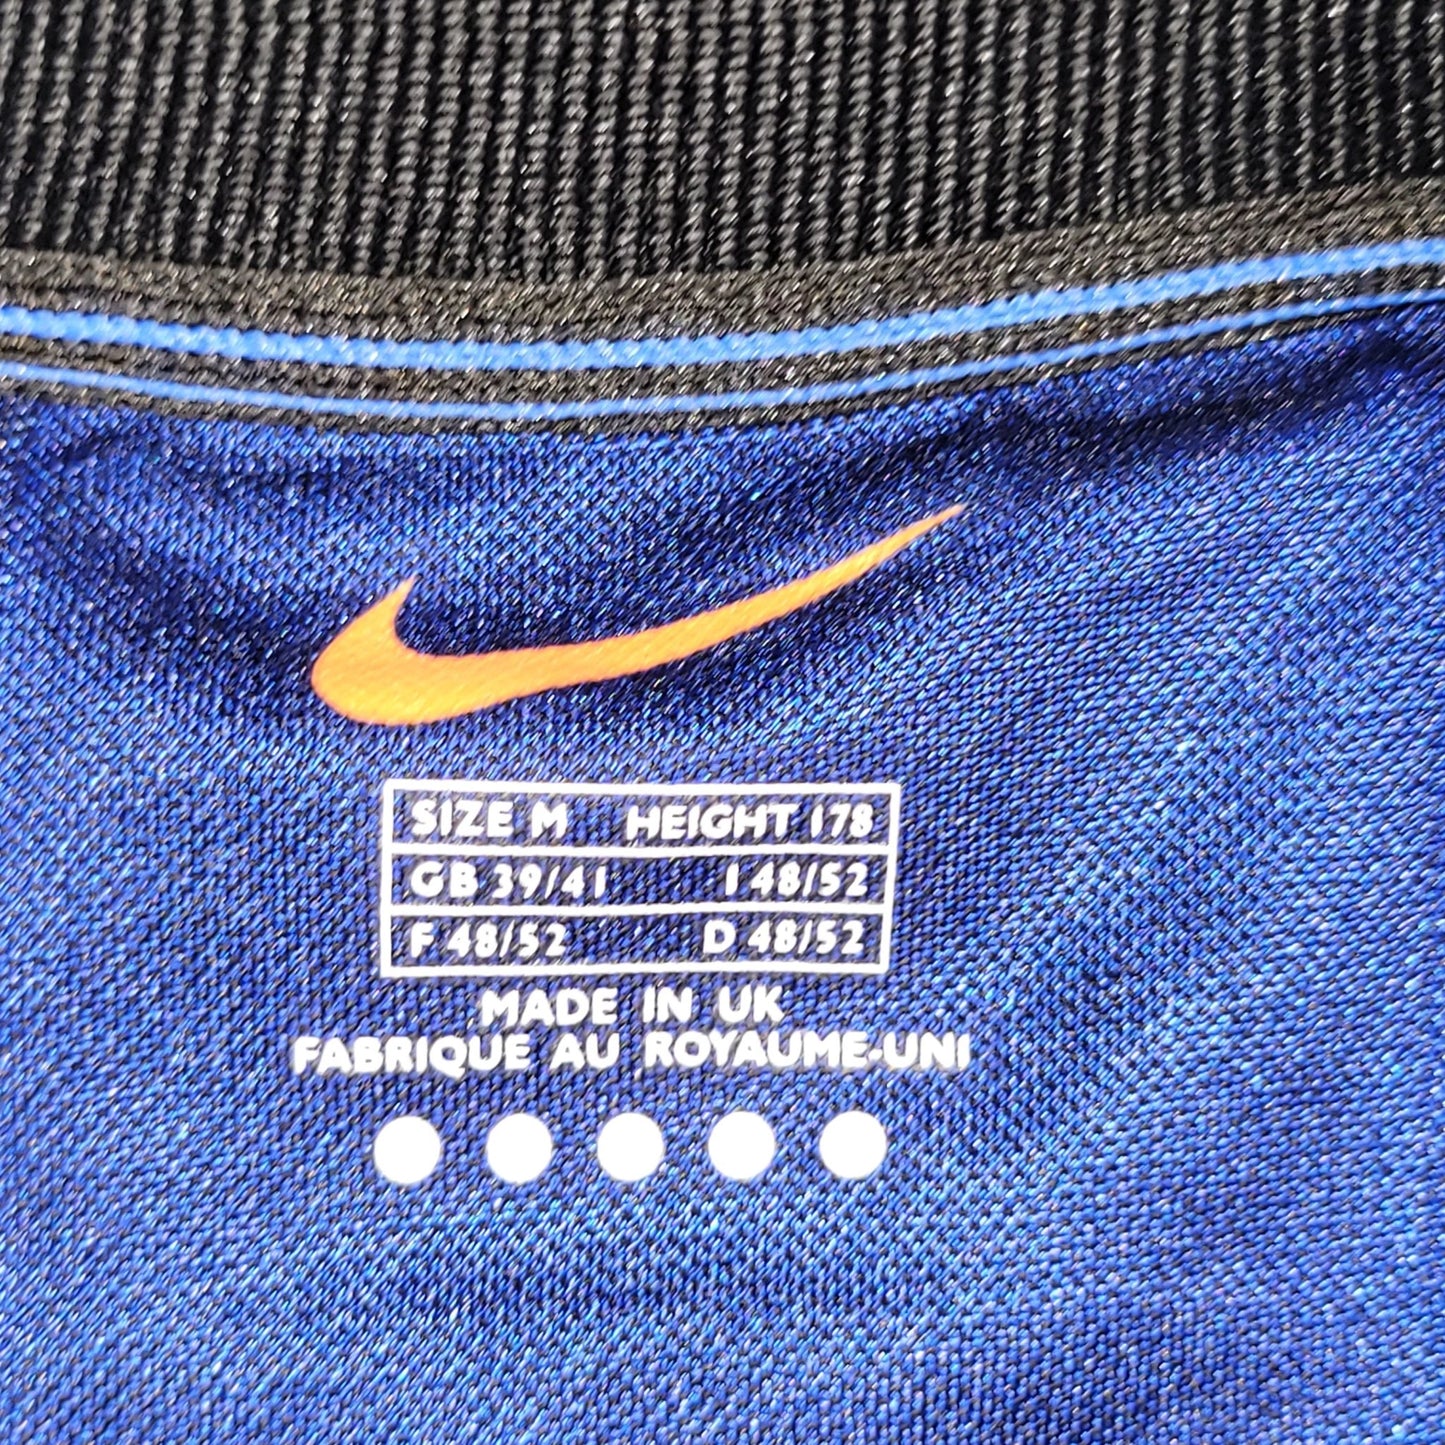 SIZE M HEIGHT 178
GB 39/41 I 48/52
F 48/52 D 48/52
MADE IN UK
FABRIQUE AU ROYAUME-UNI